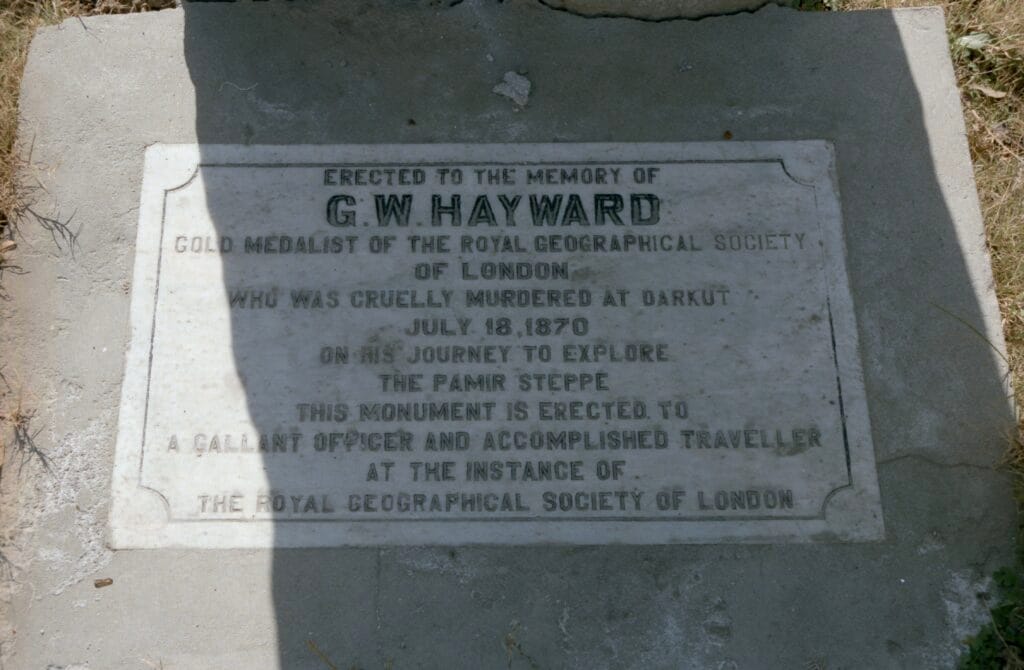 ERECTED TO THE MEMORY OF
G. W. HAYWARD
GOLD MEDALIST OF THE ROYAL GEOGRAPHICAL SOCIETY
OF LONDON
WHO WAS CRUELLY MURDERED AT DARKUT
JULY 18, 1870
ON HIS JOURNEY TO EXPLORE
THE PAMIR STEPPE
THIS MONUMENT IS ERECTED TO
A GALLANT OFFICER AND ACCOMPLISHED TRAVELLER
AT THE INSTANCE OF
THE ROYAL GEOGRAPHICAL SOCIETY OF LONDON